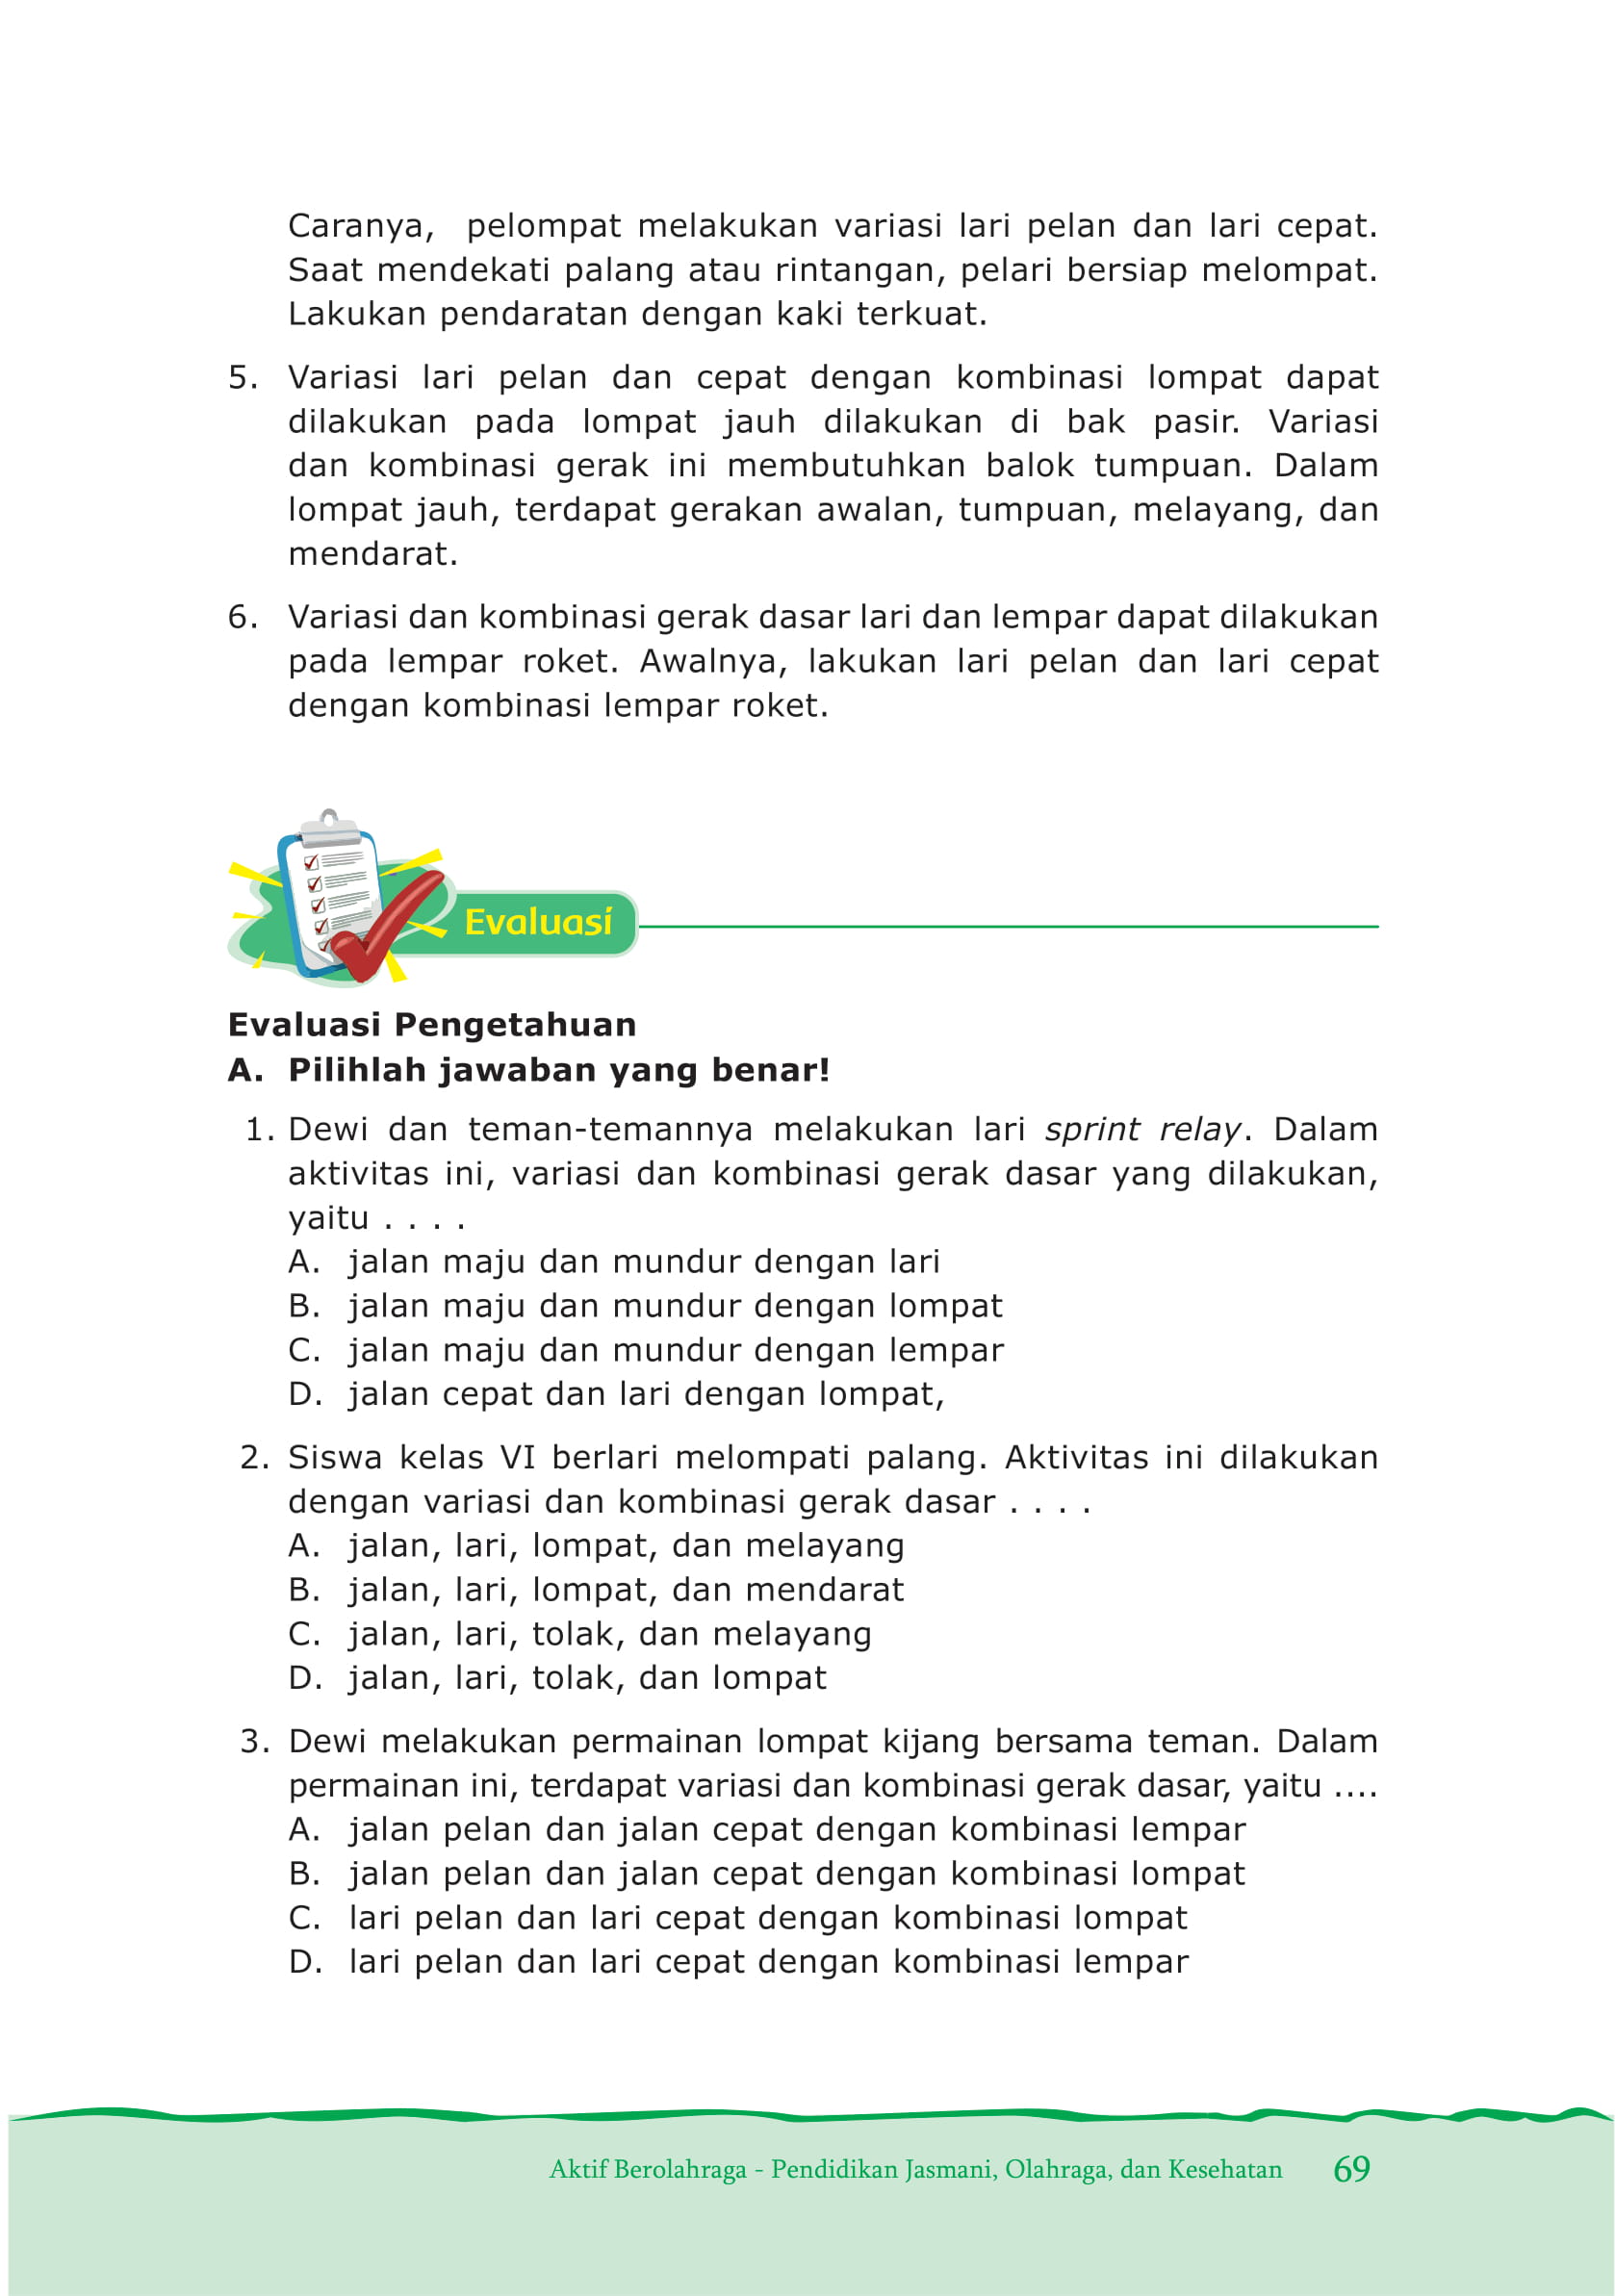 Caranya, pelompat melakukan variasi lari pelan dan lari cepat.
Saat mendekati palang atau rintangan, pelari bersiap melompat.
Lakukan pendaratan dengan kaki terkuat.
5. Variasi lari pelan dan cepat dengan kombinasi lompat dapat
dilakukan pada lompat jauh dilakukan di bak pasir. Variasi
dan kombinasi gerak ini membutuhkan balok tumpuan. Dalam
lompat jauh, terdapat gerakan awalan, tumpuan, melayang, dan
mendarat.
6. Variasi dan kombinasi gerak dasar lari dan lempar dapat dilakukan
pada lempar roket. Awalnya, lakukan lari pelan dan lari cepat
dengan kombinasi lempar roket.
Evaluasi
Evaluasi Pengetahuan
A. Pilihlah jawaban yang benar!
1. Dewi dan teman-temannya melakukan lari sprint relay. Dalam
aktivitas ini, variasi dan kombinasi gerak dasar yang dilakukan,
yaitu . . . .
A. jalan maju dan mundur dengan lari
B. jalan maju dan mundur dengan lompat
C. jalan maju dan mundur dengan lempar
D. jalan cepat dan lari dengan lompat,
2. Siswa kelas VI berlari melompati palang. Aktivitas ini dilakukan
dengan variasi dan kombinasi gerak dasar . . . .
A. jalan, lari, lompat, dan melayang
B. jalan, lari, lompat, dan mendarat
C. jalan, lari, tolak, dan melayang
D. jalan, lari, tolak, dan lompat
3. Dewi melakukan permainan lompat kijang bersama teman. Dalam
permainan ini, terdapat variasi dan kombinasi gerak dasar, yaitu ....
A. jalan pelan dan jalan cepat dengan kombinasi lempar
B. jalan pelan dan jalan cepat dengan kombinasi lompat
C. lari pelan dan lari cepat dengan kombinasi lompat
D. lari pelan dan lari cepat dengan kombinasi lempar
Aktif Berolahraga - Pendidikan Jasmani, Olahraga, dan Kesehatan 69